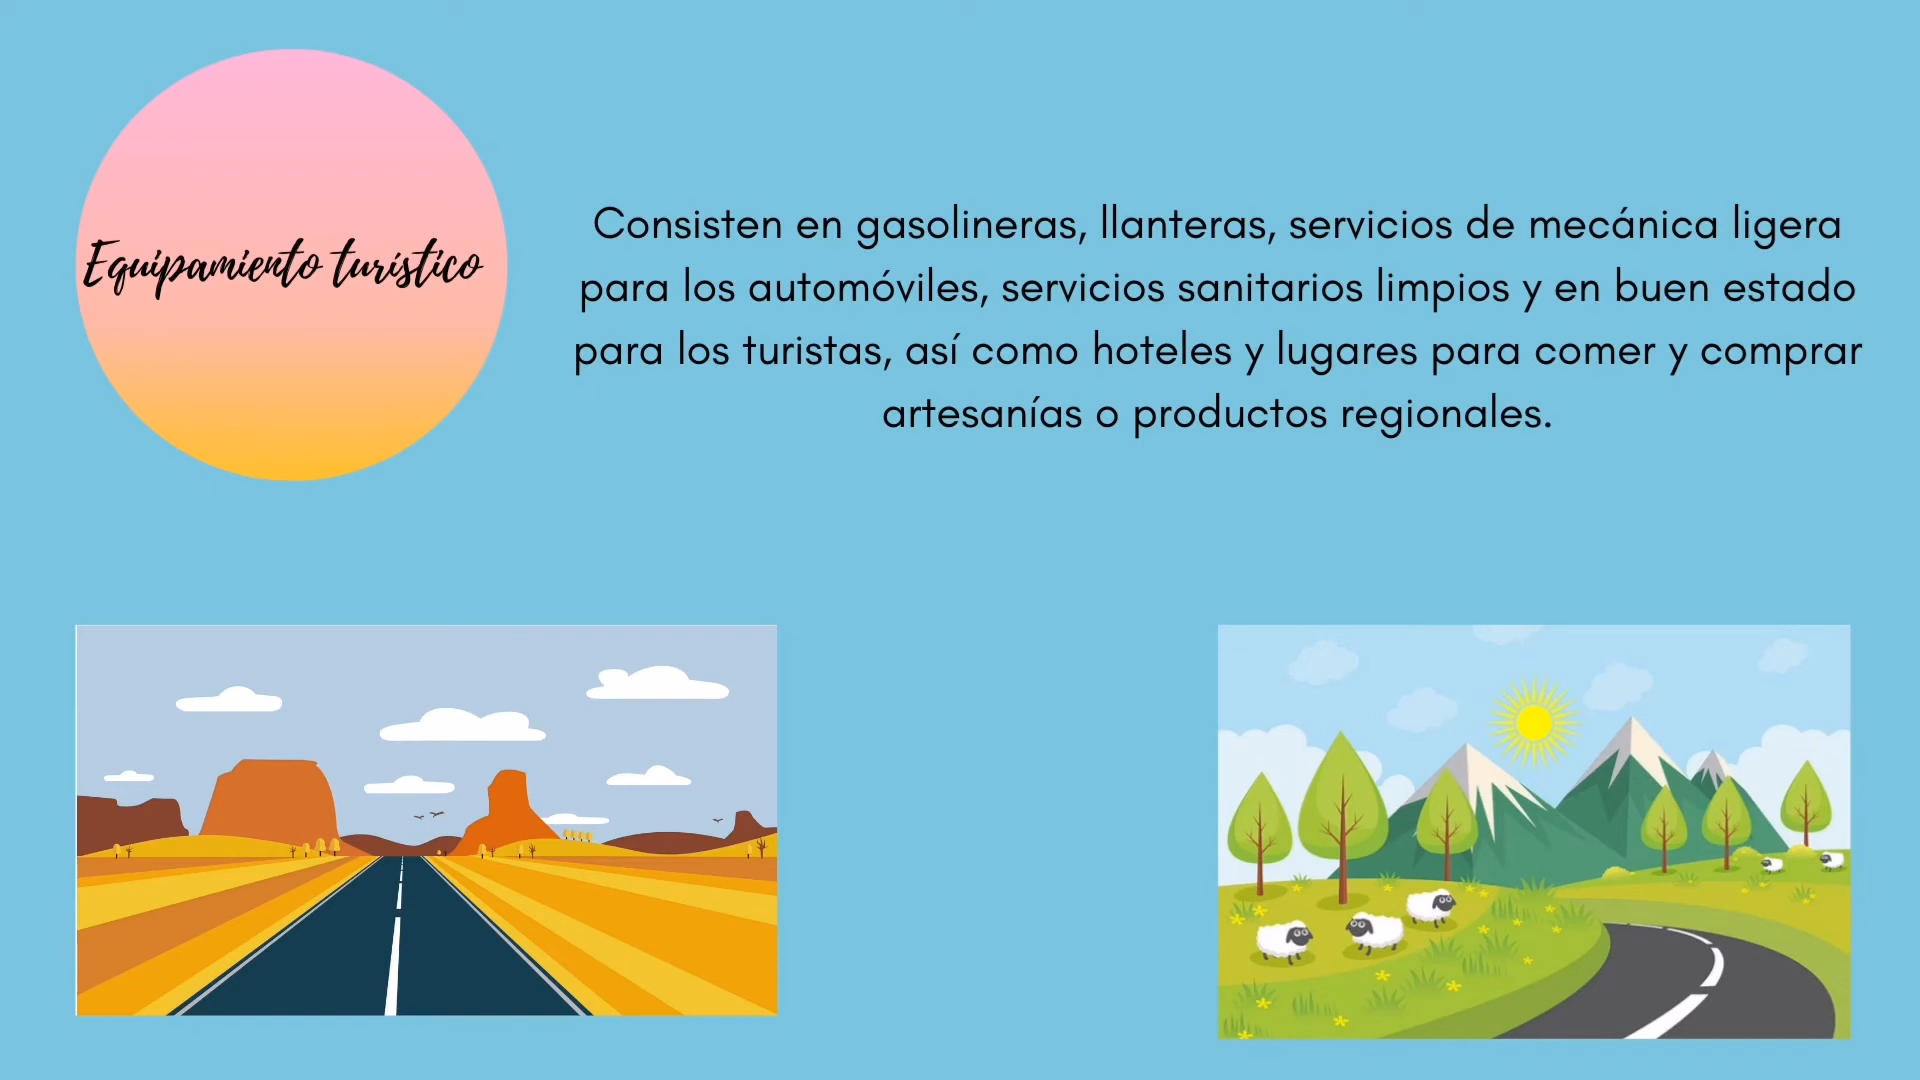 Equipamiento turístico
Consisten en gasolineras, llanteras, servicios de mecánica ligera
para los automóviles, servicios sanitarios limpios y en buen estado
para los turistas, así como hoteles y lugares para comer y comprar
artesanías o productos regionales.